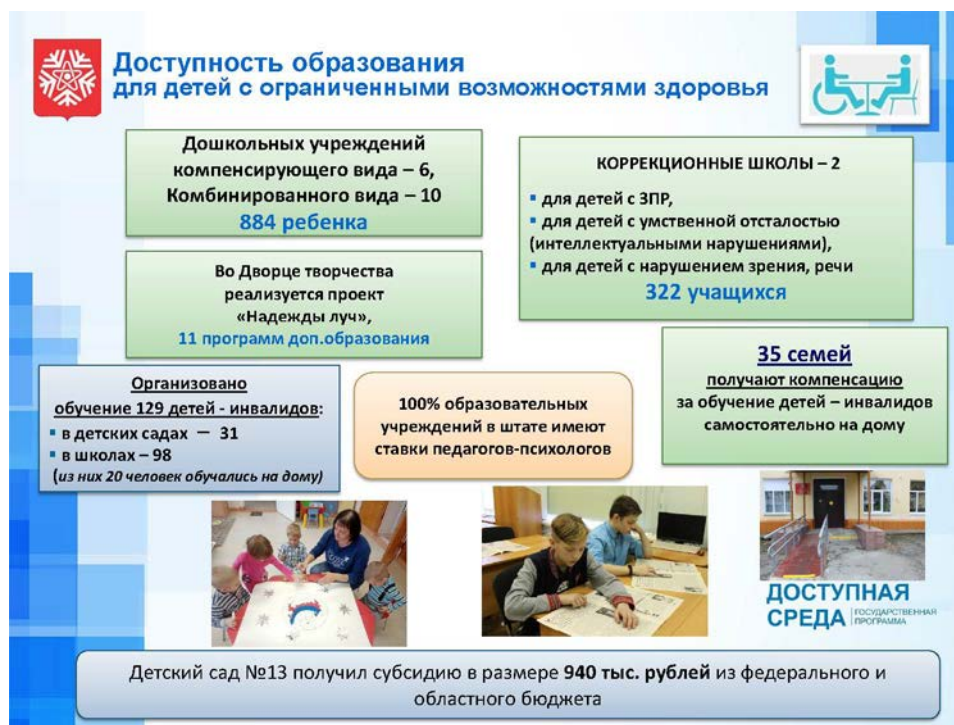 Доступность образования
для детей с ограниченными возможностями здоровья
Дошкольных учреждений
компенсирующего вида – 6,
Комбинированного вида – 10
884 ребенка
КОРРЕКЦИОННЫЕ ШКОЛЫ – 2
▪ для детей с ЗПР,
▪ для детей с умственной отсталостью
(интеллектуальными нарушениями),
▪ для детей с нарушением зрения, речи
322 учащихся
Во Дворце творчества
реализуется проект
«Надежды луч»,
11 программ доп.образования
35 семей
получают компенсацию
за обучение детей – инвалидов
самостоятельно на дому
Организовано
обучение 129 детей - инвалидов:
▪ в детских садах – 31
▪ в школах – 98
(из них 20 человек обучались на дому)
100% образовательных
учреждений в штате имеют
ставки педагогов-психологов
ДОСТУПНАЯ
СРЕДА
ГОСУДАРСТВЕННАЯ
ПРОГРАММА
Детский сад №13 получил субсидию в размере 940 тыс. рублей из федерального и
областного бюджета